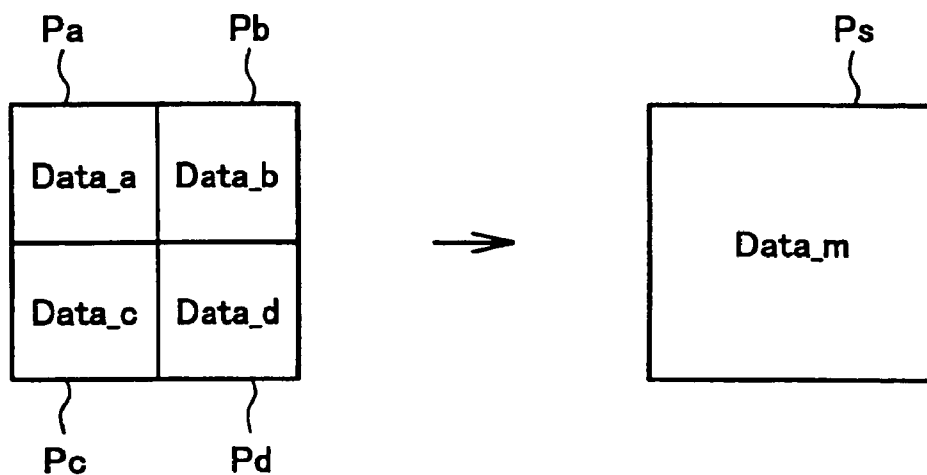 Pa Pb Ps
Data_a Data_b
Data_m
Data_c Data_d
Pc Pd